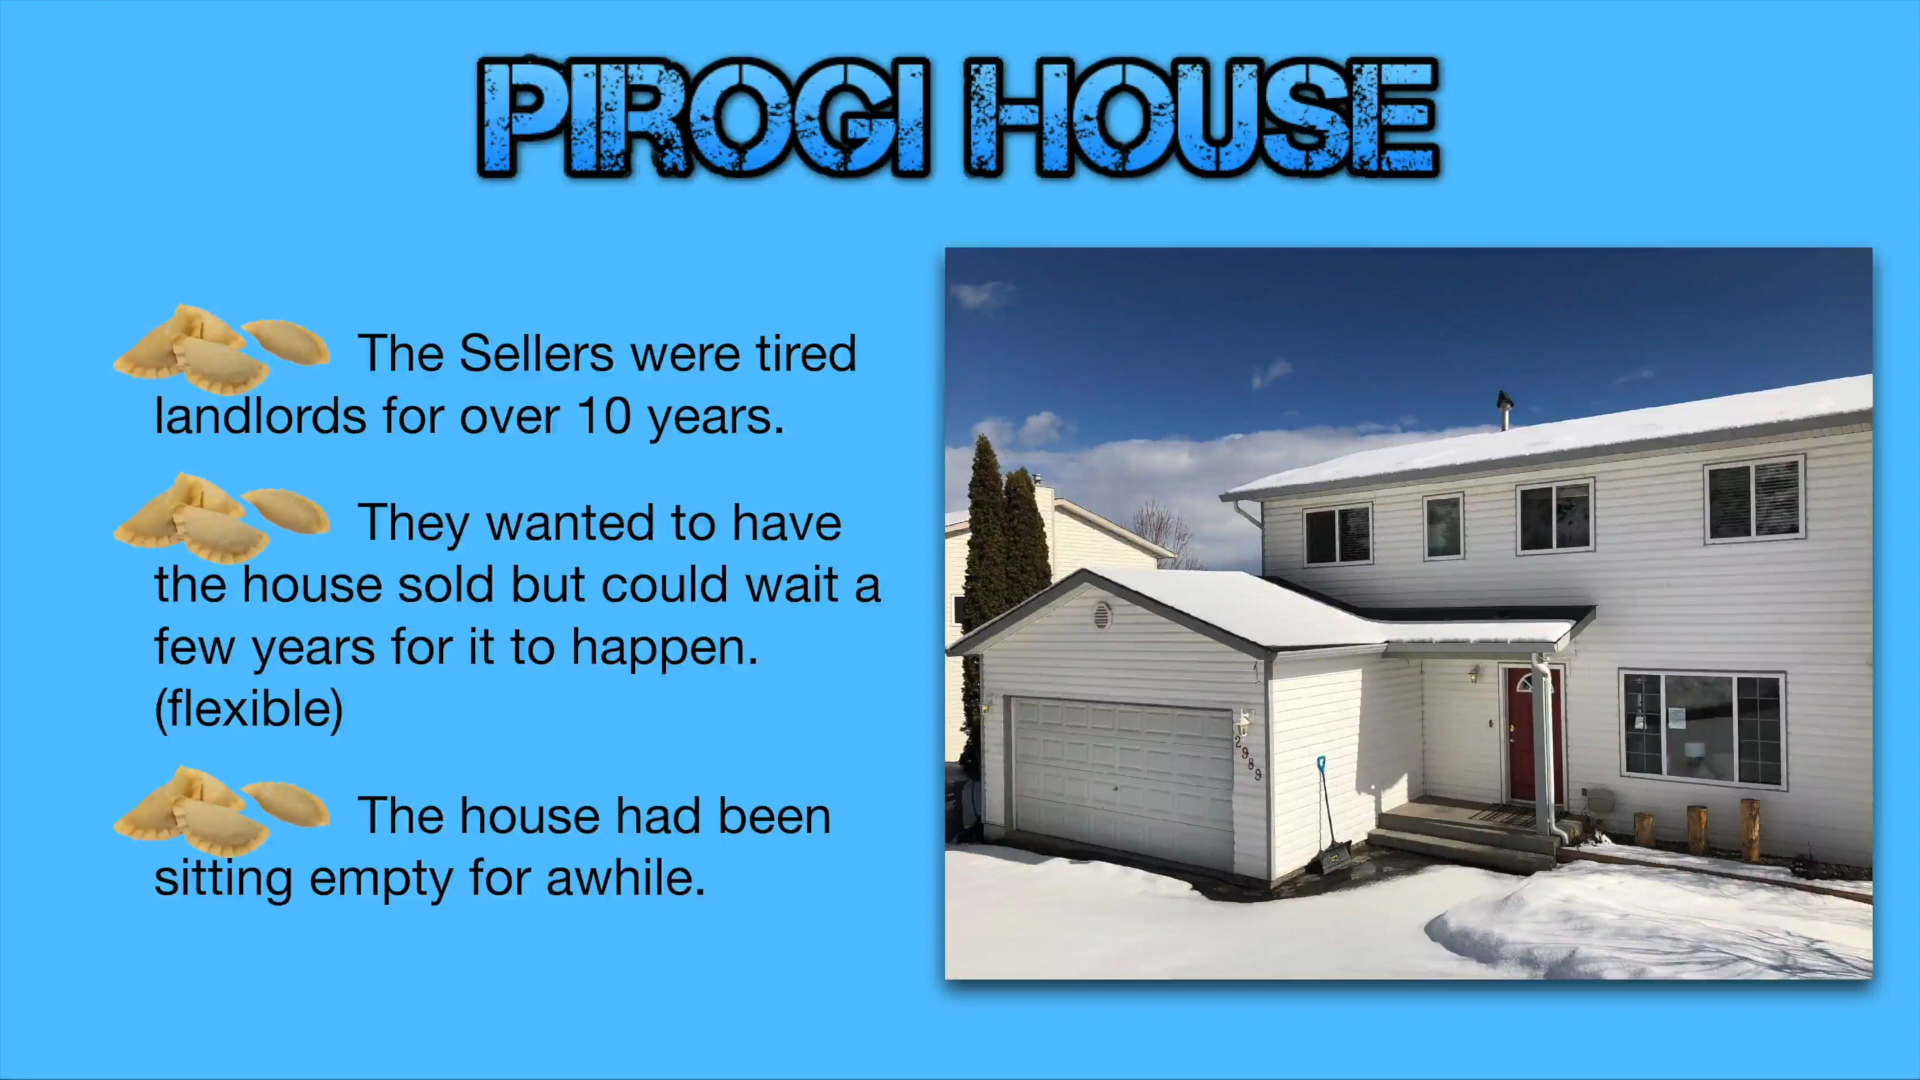 PIROGI HOUSE
The Sellers were tired
landlords for over 10 years.
They wanted to have
the house sold but could wait a
few years for it to happen.
(flexible)
The house had been
sitting empty for awhile.
2989